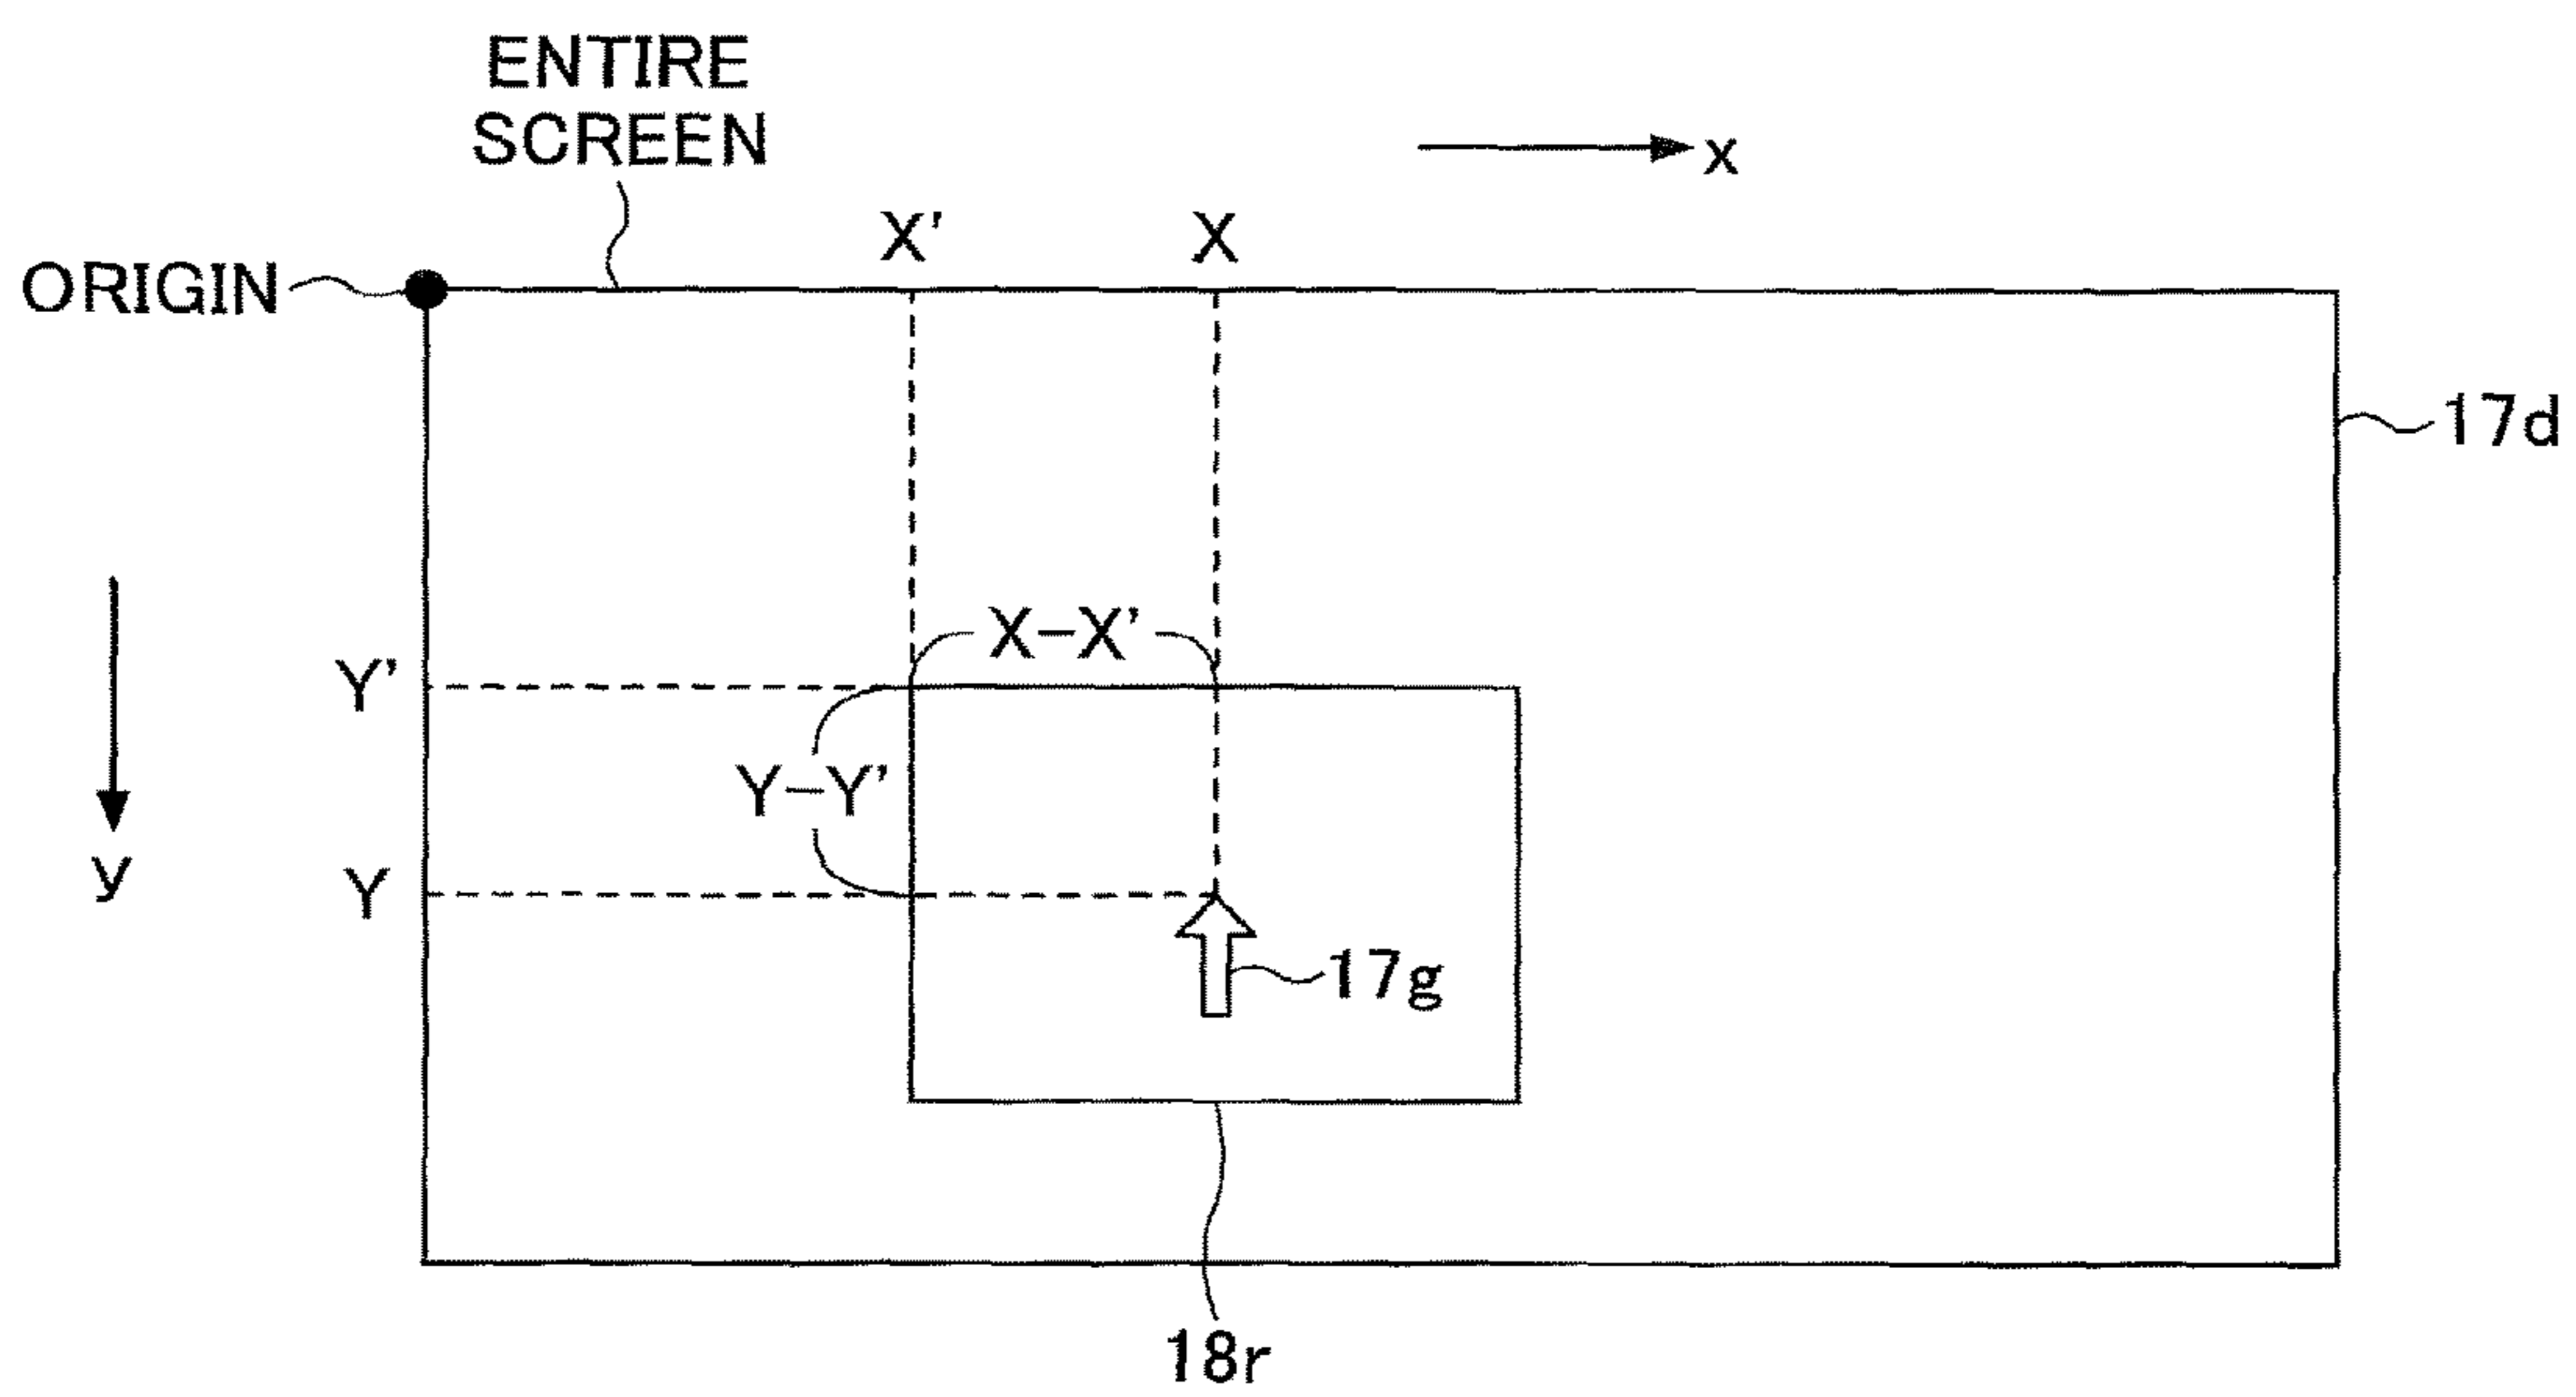 ENTIRE
SCREEN
x
X'
X
ORIGIN
17d
X-X'
Y'
Y-Y'
y
Y
17g
18r